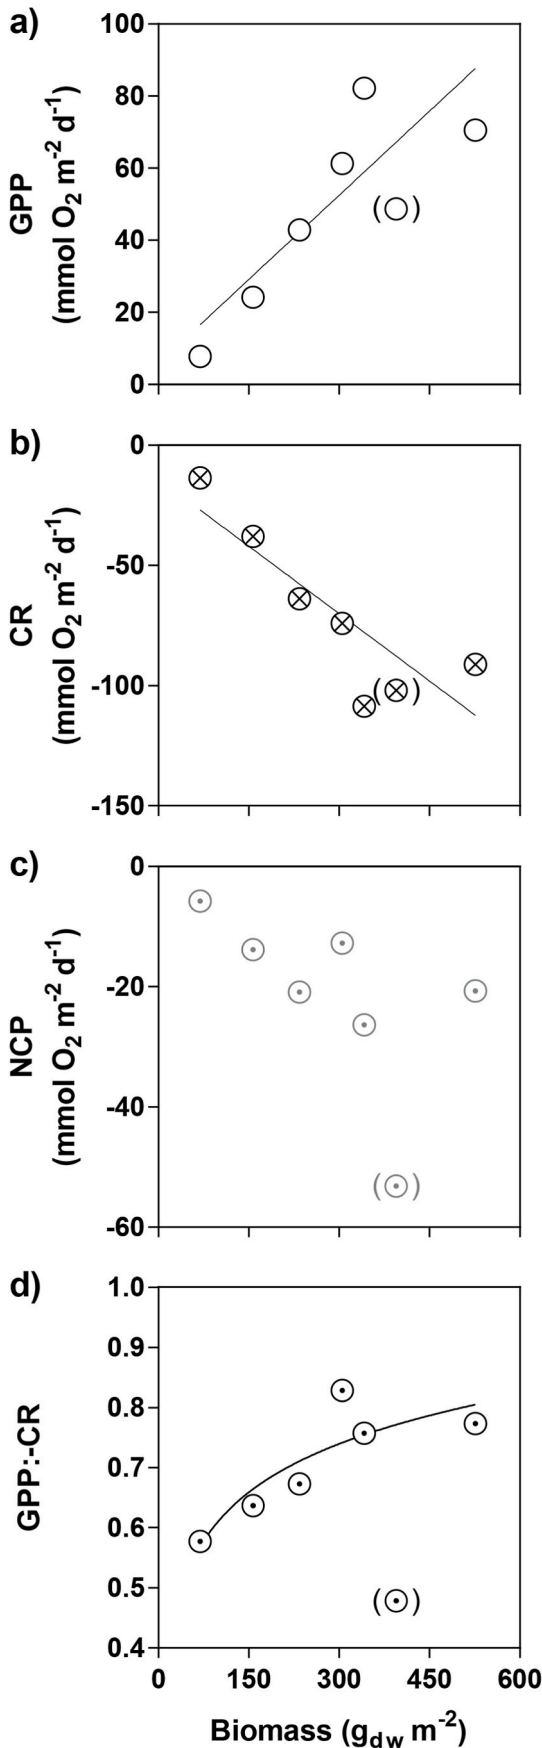 a)
GPP
(mmol O₂ m⁻² d⁻¹)
100
80
60
40
20
0
( )
b)
CR
(mmol O₂ m⁻² d⁻¹)
0
-50
-100
-150
( )
c)
NCP
(mmol O₂ m⁻² d⁻¹)
0
-20
-40
-60
( )
d)
GPP:-CR
1.0
0.9
0.8
0.7
0.6
0.5
0.4
( )
0 150 300 450 600
Biomass (g_dw m⁻²)